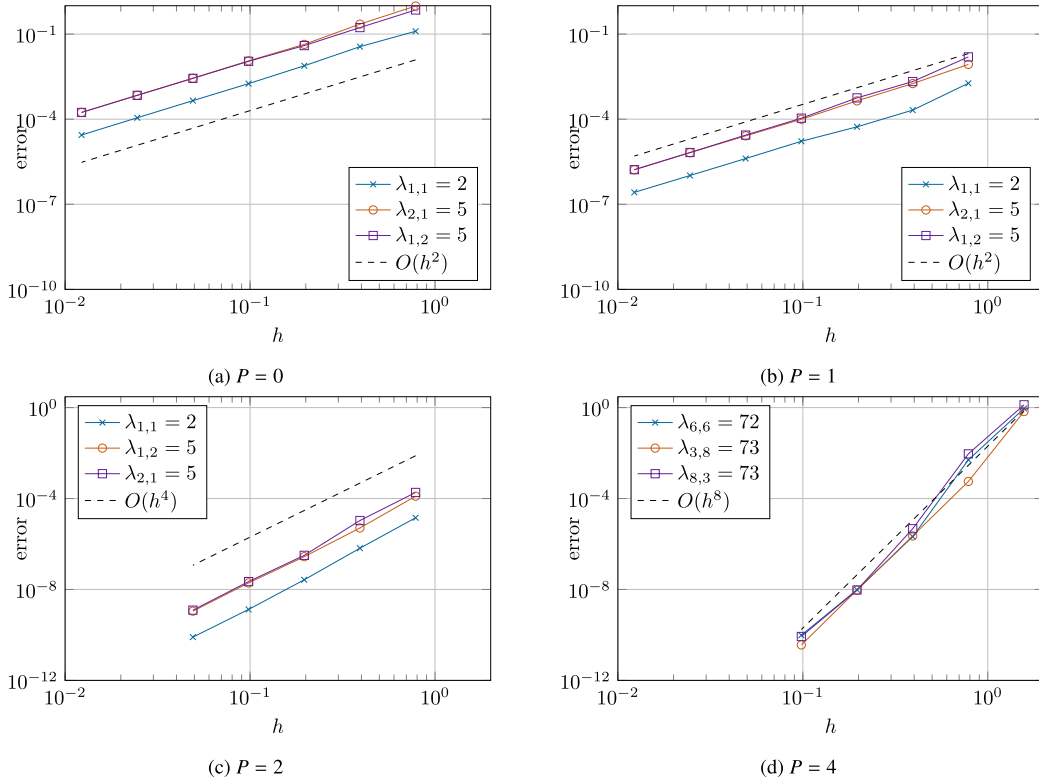 10^{-1}
10^{-4}
10^{-7}
10^{-10}
error
λ_{1,1} = 2
λ_{2,1} = 5
λ_{1,2} = 5
O(h^2)
10^{-2}
10^{-1}
10^0
h
(a) P = 0
10^{-1}
10^{-4}
10^{-7}
10^{-10}
error
λ_{1,1} = 2
λ_{2,1} = 5
λ_{1,2} = 5
O(h^2)
10^{-2}
10^{-1}
10^0
h
(b) P = 1
10^0
10^{-4}
10^{-8}
10^{-12}
error
λ_{1,1} = 2
λ_{1,2} = 5
λ_{2,1} = 5
O(h^4)
10^{-2}
10^{-1}
10^0
h
(c) P = 2
10^0
10^{-4}
10^{-8}
10^{-12}
error
λ_{6,6} = 72
λ_{3,8} = 73
λ_{8,3} = 73
O(h^8)
10^{-2}
10^{-1}
10^0
h
(d) P = 4